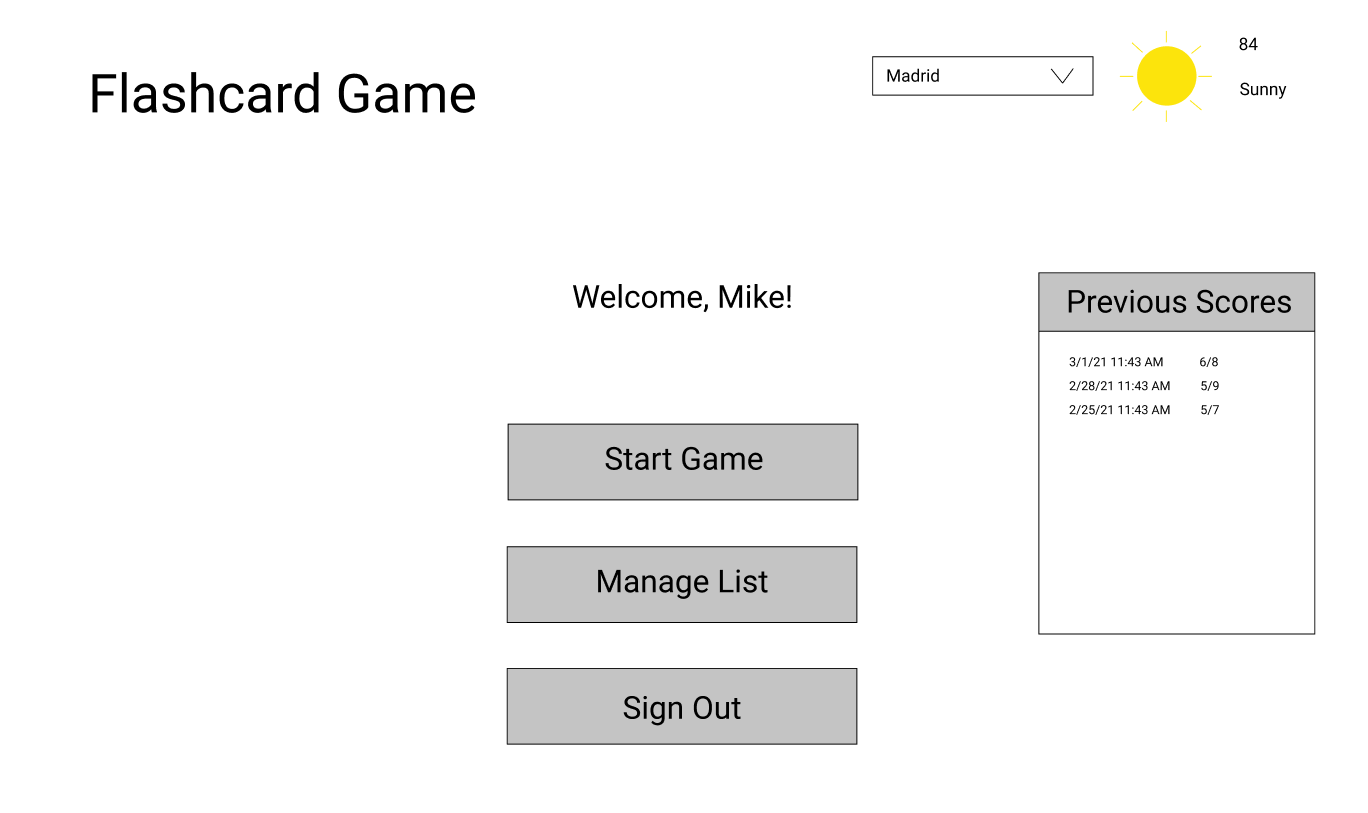 Flashcard Game
Madrid
84
Sunny
Welcome, Mike!
Start Game
Manage List
Sign Out
Previous Scores
3/1/21 11:43 AM 6/8
2/28/21 11:43 AM 5/9
2/25/21 11:43 AM 5/7